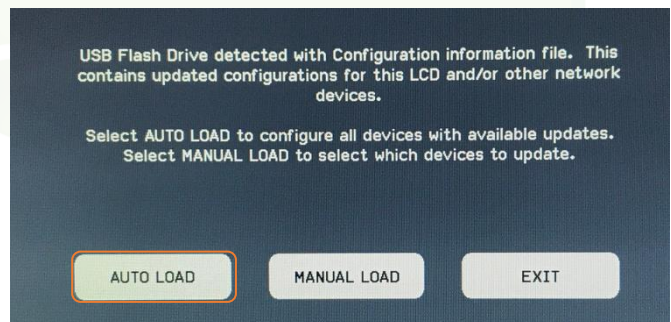 USB Flash Drive detected with Configuration information file. This
contains updated configurations for this LCD and/or other network
devices.
Select AUTO LOAD to configure all devices with available updates.
Select MANUAL LOAD to select which devices to update.
AUTO LOAD
MANUAL LOAD
EXIT